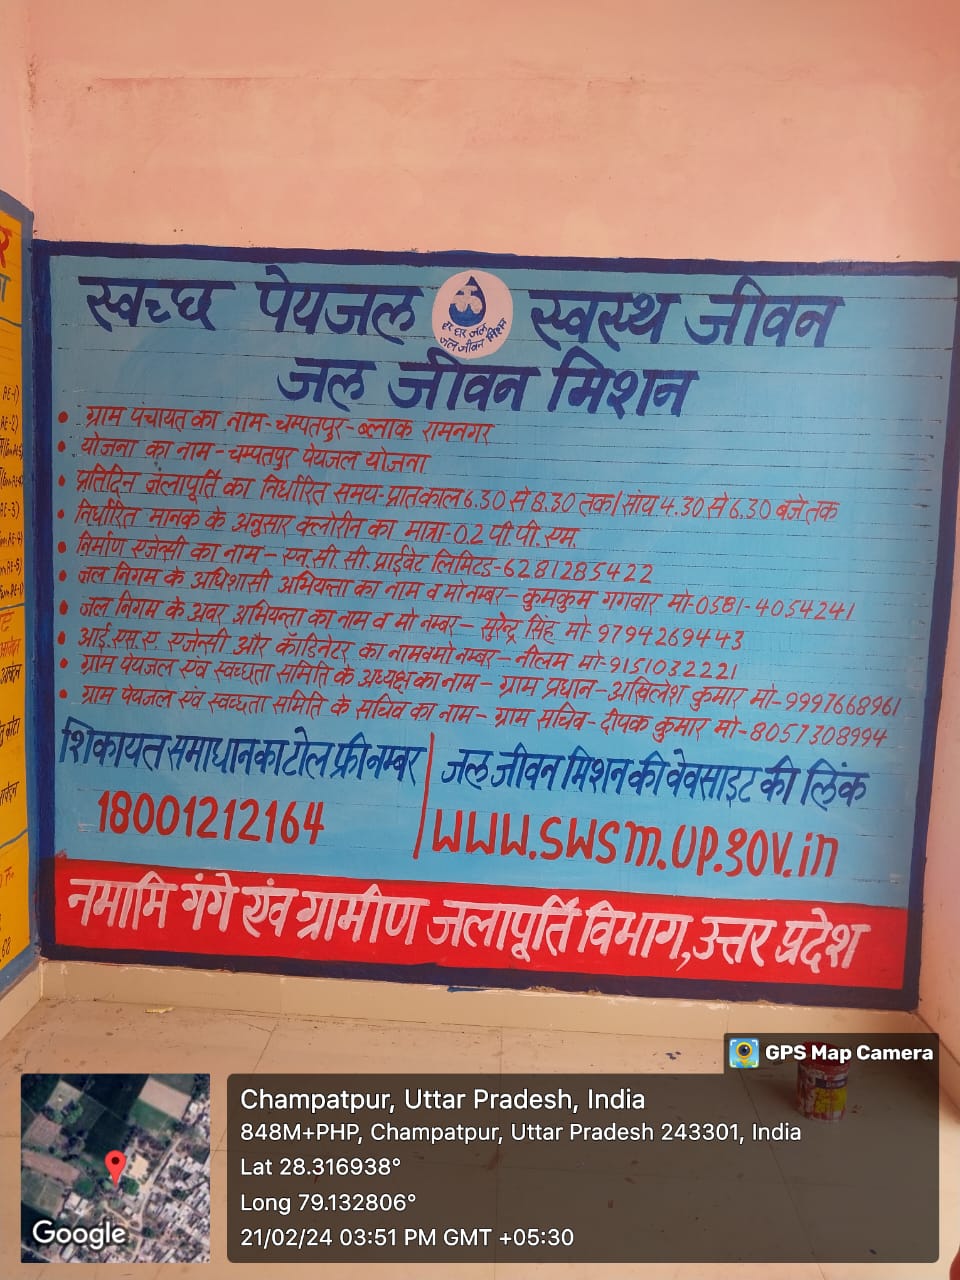 स्वच्छ पेयजल स्वस्थ जीवन
हर घर जल
जल जीवन मिशन
जल जीवन मिशन
• ग्राम पंचायत का नाम-चम्पतपुर-ब्लाक रामनगर
• योजना का नाम-चम्पतपुर पेयजल योजना
• प्रतिदिन जलापूर्ति का निर्धारित समय-प्रातकाल 6.30 से 8.30 तक/सांय 4.30 से 6.30 बजे तक
• निर्धारित मानक के अनुसार क्लोरीन का मात्रा-0.2 पी.पी.एम.
• निर्माण एजेन्सी का नाम-एन.सी.सी. प्राईवेट लिमिटड-6281285422
• जल निगम के अधिशासी अभियन्ता का नाम व मो नम्बर-कुमकुम गगवार मो-0581-4054241
• जल निगम के अवर अभियन्ता का नाम व मो नम्बर-सुरेन्द्र सिंह मो-9794269443
• आई.एस.ए. एजेन्सी और कॉडिनेटर का नाम व मो नम्बर-नीलम मो-9151032221
• ग्राम पेयजल एंव स्वच्छता समिति के अध्यक्ष का नाम-ग्राम प्रधान-अखिलेश कुमार मो-9997668961
• ग्राम पेयजल एंव स्वच्छता समिति के सचिव का नाम-ग्राम सचिव-दीपक कुमार मो-8057308994
शिकायत समाधान का टोल फ्री नम्बर
18001212164
जल जीवन मिशन की वेवसाइट की लिंक
www.swsm.up.gov.in
नमामि गंगे एंव ग्रामीण जलापूर्ति विभाग, उत्तर प्रदेश
GPS Map Camera
Google
Champatpur, Uttar Pradesh, India
848M+PHP, Champatpur, Uttar Pradesh 243301, India
Lat 28.316938°
Long 79.132806°
21/02/24 03:51 PM GMT +05:30